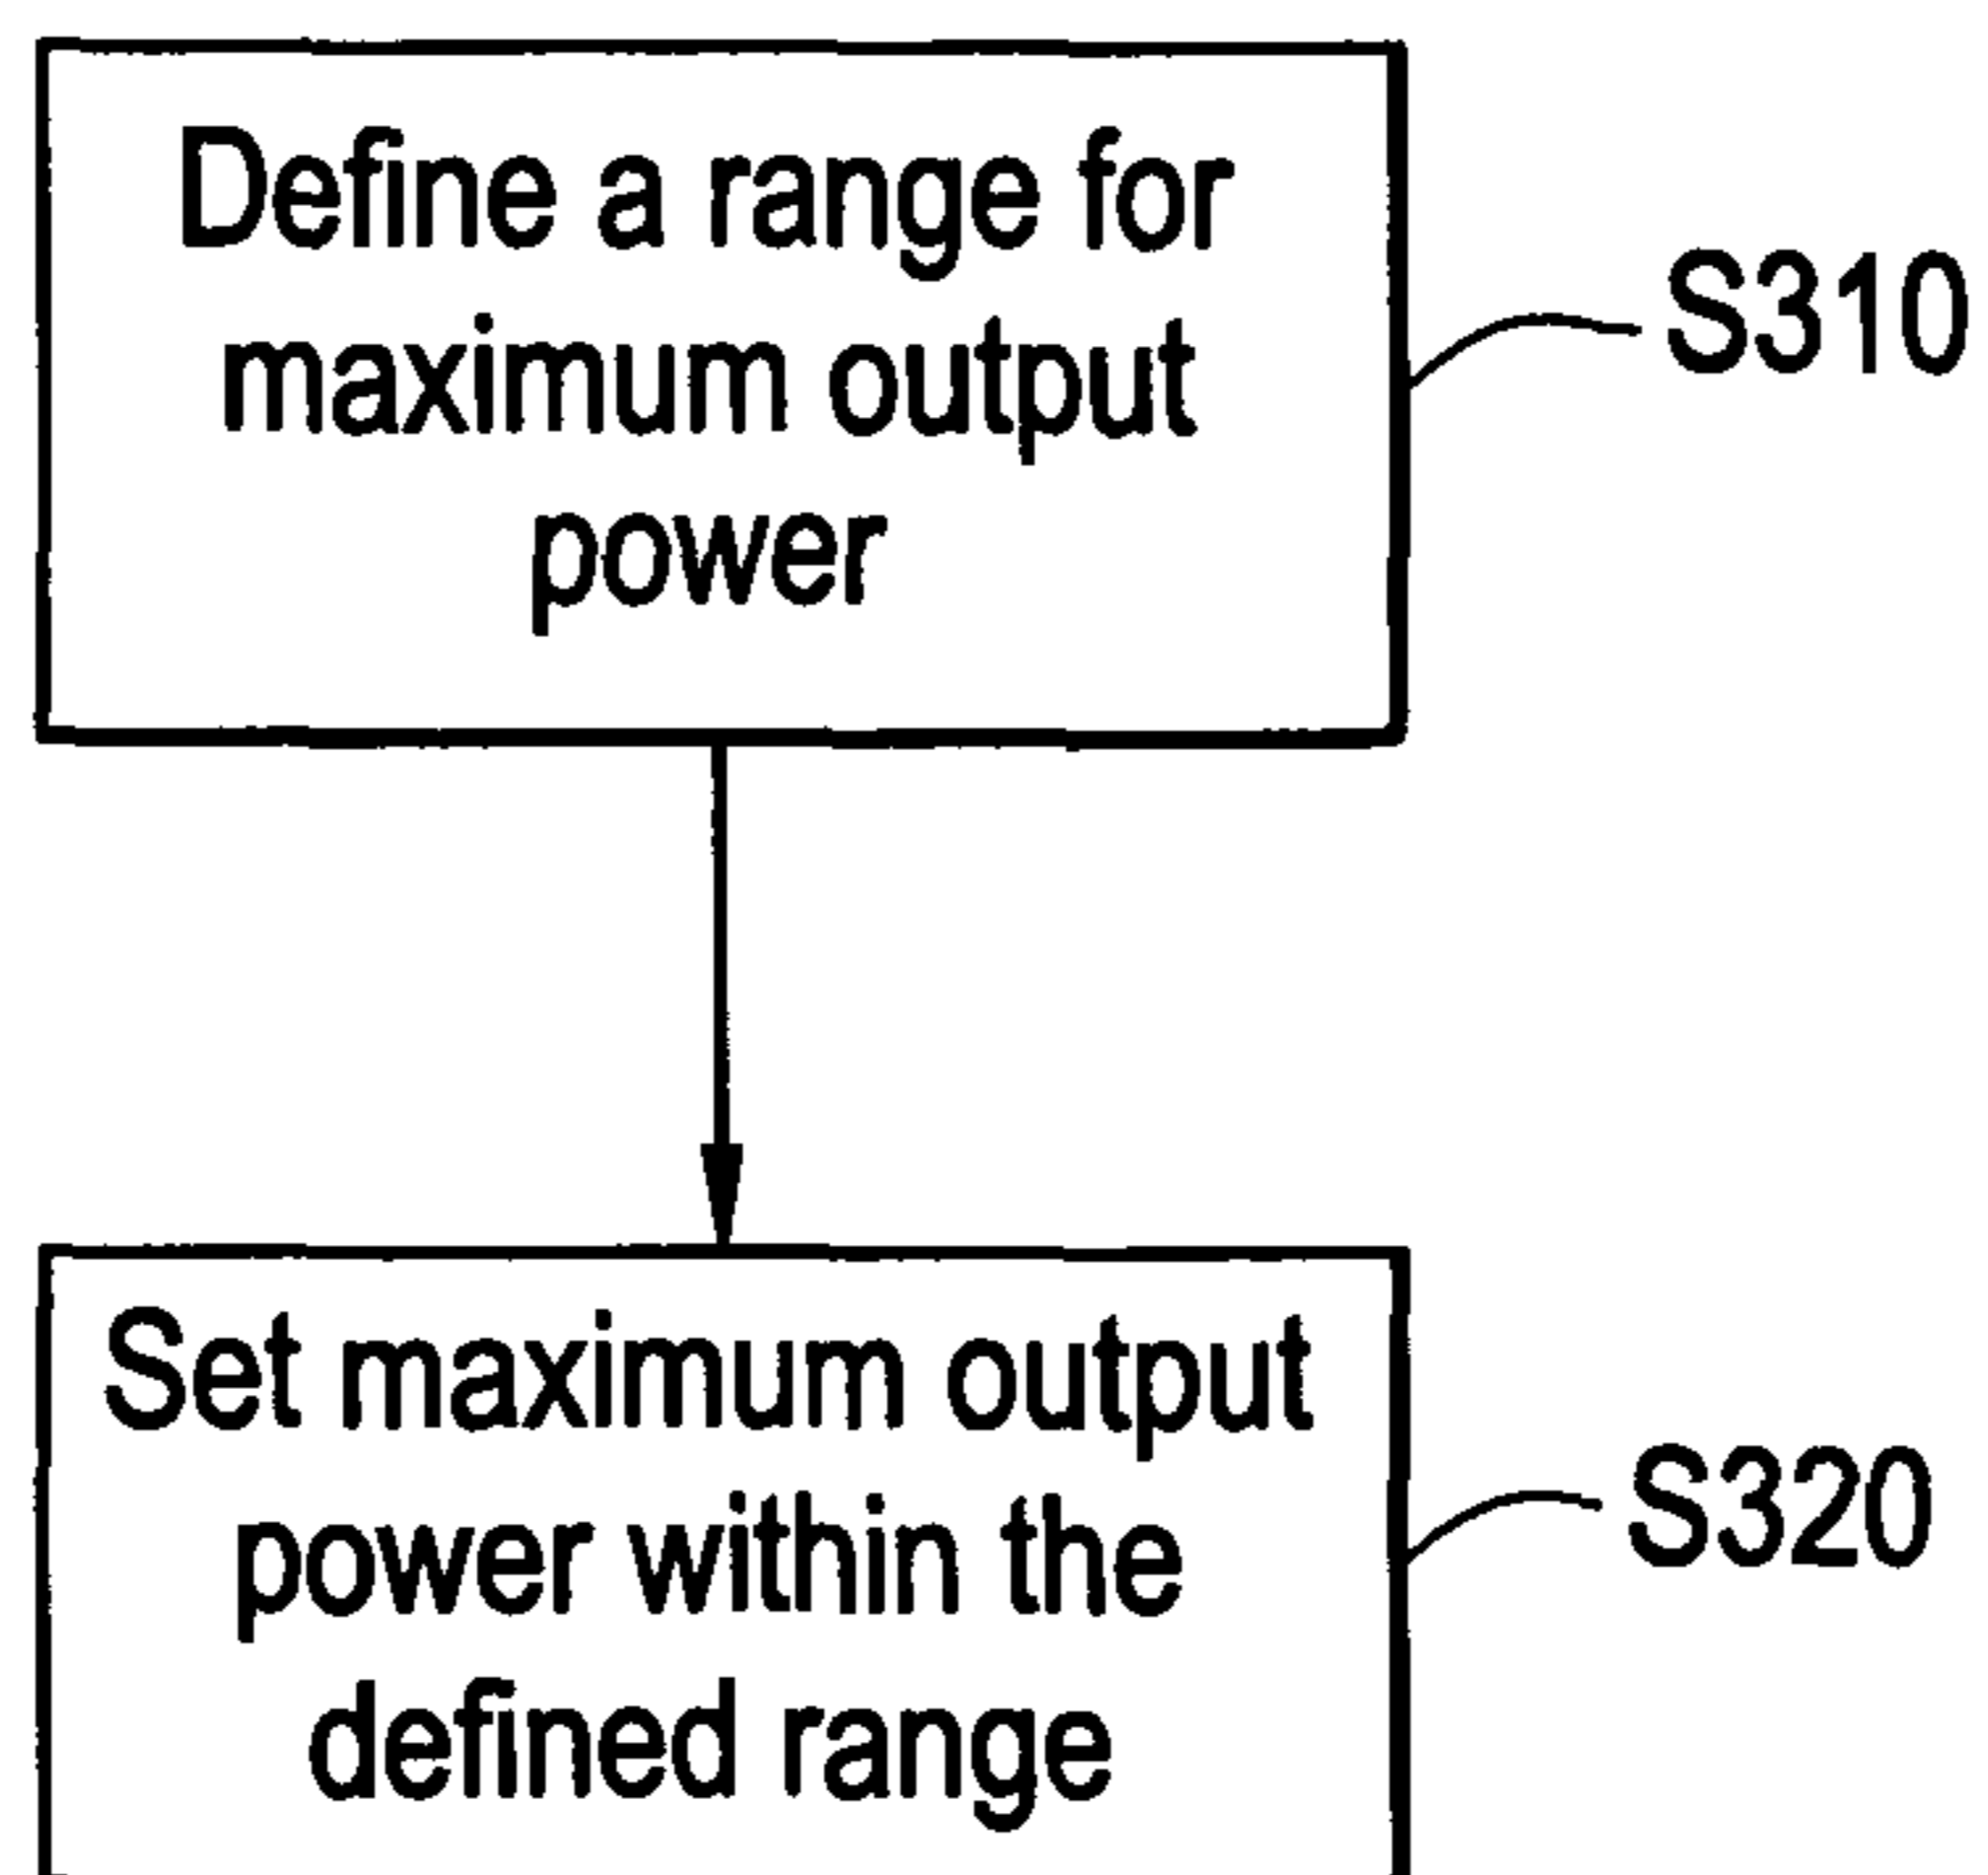 Define a range for
maximum output
power
S310
Set maximum output
power within the
defined range
S320